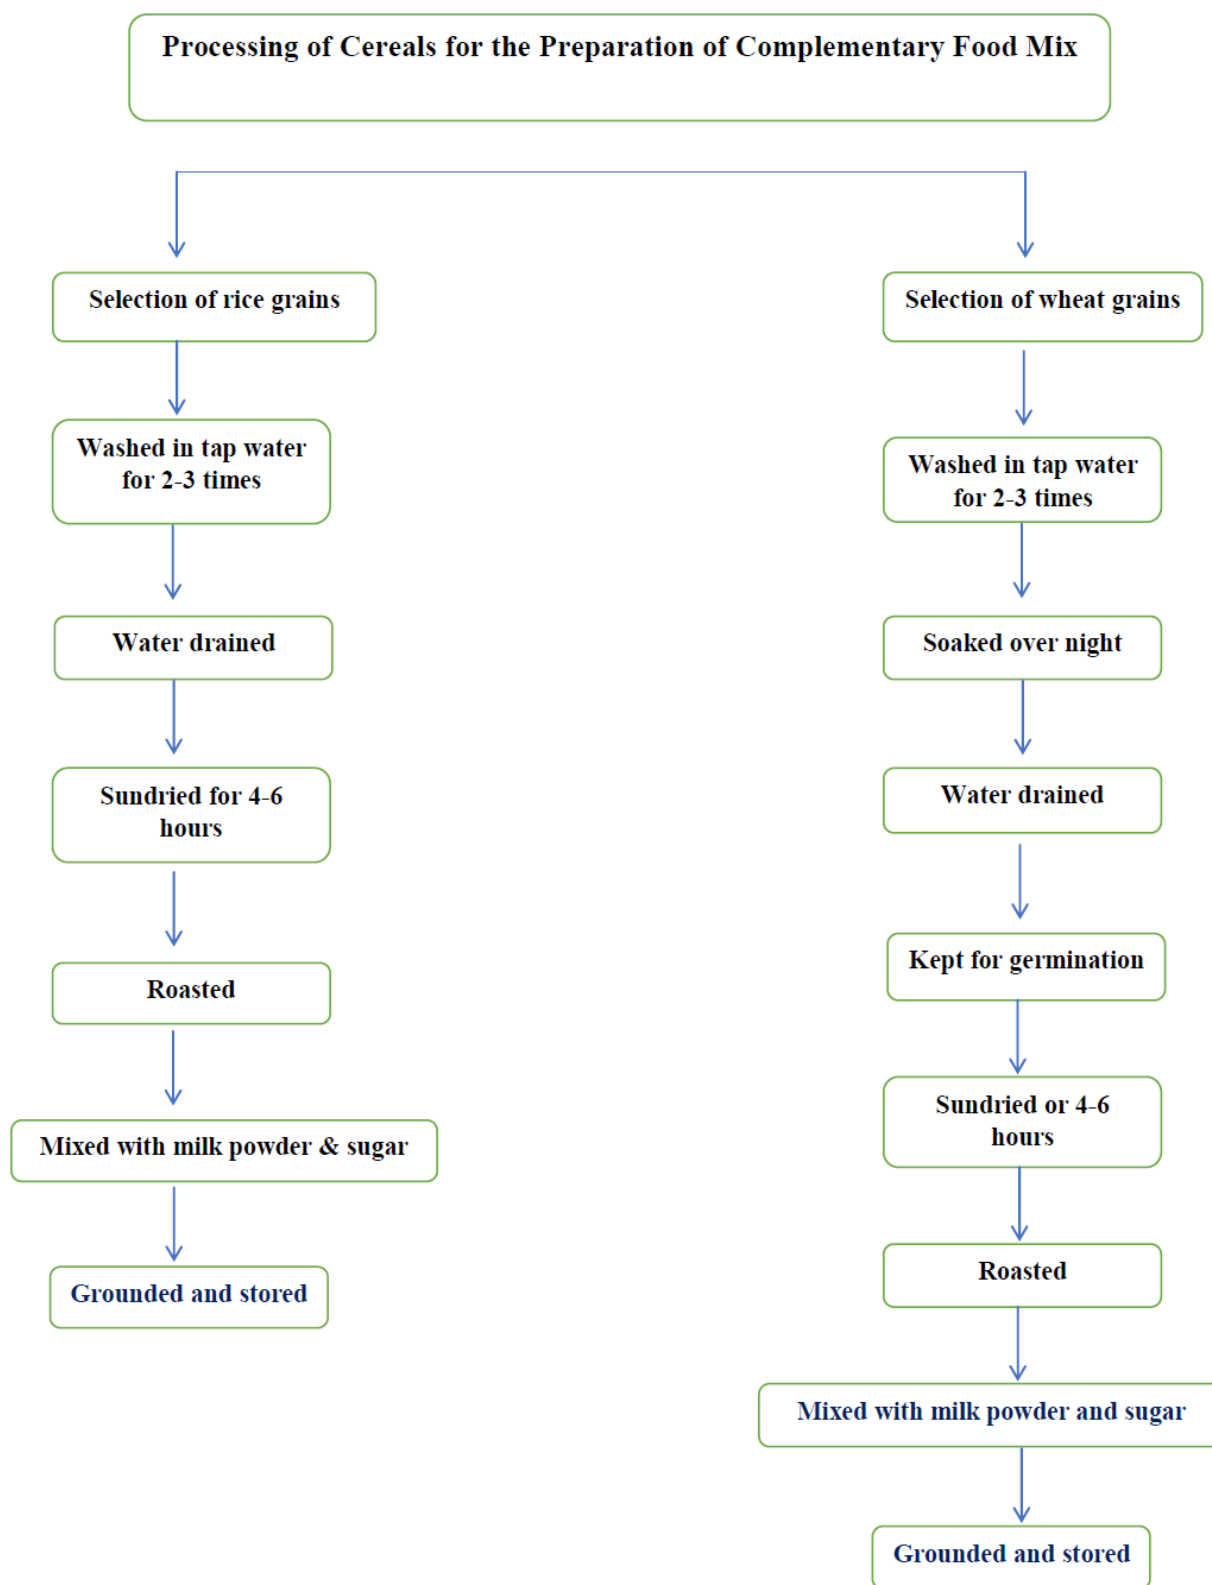 Processing of Cereals for the Preparation of Complementary Food Mix
Selection of rice grains
Washed in tap water
for 2-3 times
Water drained
Sundried for 4-6
hours
Roasted
Mixed with milk powder & sugar
Grounded and stored
Selection of wheat grains
Washed in tap water
for 2-3 times
Soaked over night
Water drained
Kept for germination
Sundried or 4-6
hours
Roasted
Mixed with milk powder and sugar
Grounded and stored